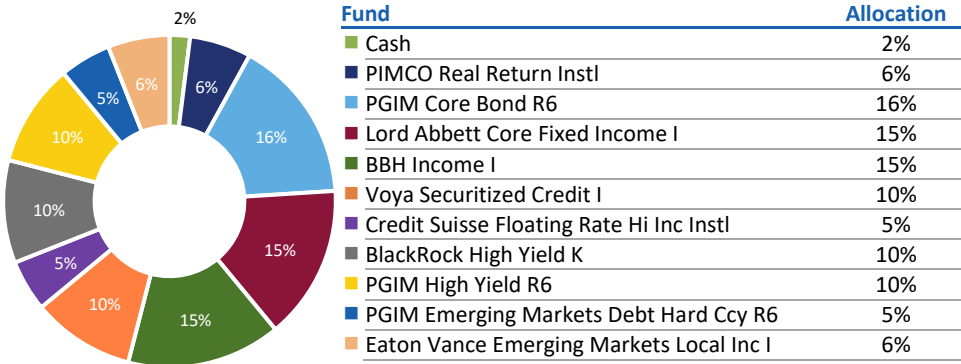 2%
6%
16%
15%
15%
10%
5%
10%
10%
5%
6%
Fund Allocation
Cash 2%
PIMCO Real Return Instl 6%
PGIM Core Bond R6 16%
Lord Abbett Core Fixed Income I 15%
BBH Income I 15%
Voya Securitized Credit I 10%
Credit Suisse Floating Rate Hi Inc Instl 5%
BlackRock High Yield K 10%
PGIM High Yield R6 10%
PGIM Emerging Markets Debt Hard Ccy R6 5%
Eaton Vance Emerging Markets Local Inc I 6%